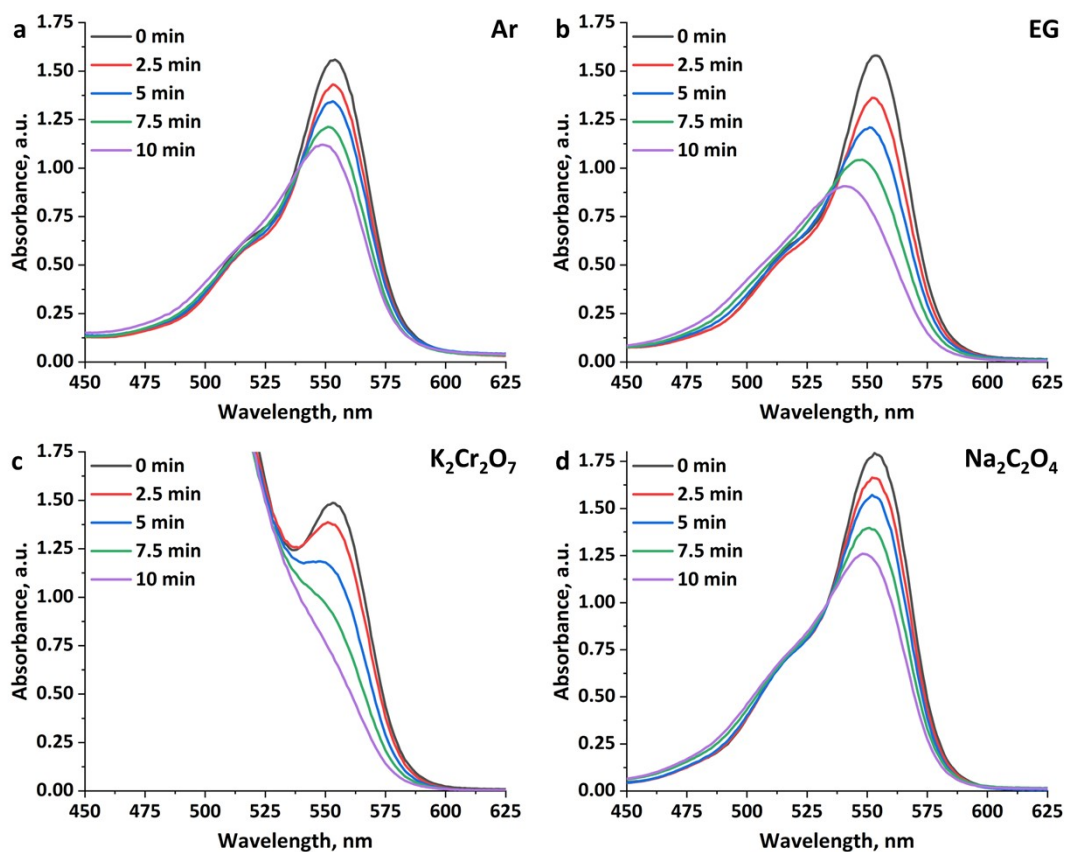 a
Ar
0 min
2.5 min
5 min
7.5 min
10 min
1.75
1.50
1.25
1.00
0.75
0.50
0.25
0.00
Absorbance, a.u.
450 475 500 525 550 575 600 625
Wavelength, nm
b
EG
0 min
2.5 min
5 min
7.5 min
10 min
1.75
1.50
1.25
1.00
0.75
0.50
0.25
0.00
Absorbance, a.u.
450 475 500 525 550 575 600 625
Wavelength, nm
c
K₂Cr₂O₇
0 min
2.5 min
5 min
7.5 min
10 min
1.75
1.50
1.25
1.00
0.75
0.50
0.25
0.00
Absorbance, a.u.
450 475 500 525 550 575 600 625
Wavelength, nm
d
Na₂C₂O₄
0 min
2.5 min
5 min
7.5 min
10 min
1.75
1.50
1.25
1.00
0.75
0.50
0.25
0.00
Absorbance, a.u.
450 475 500 525 550 575 600 625
Wavelength, nm